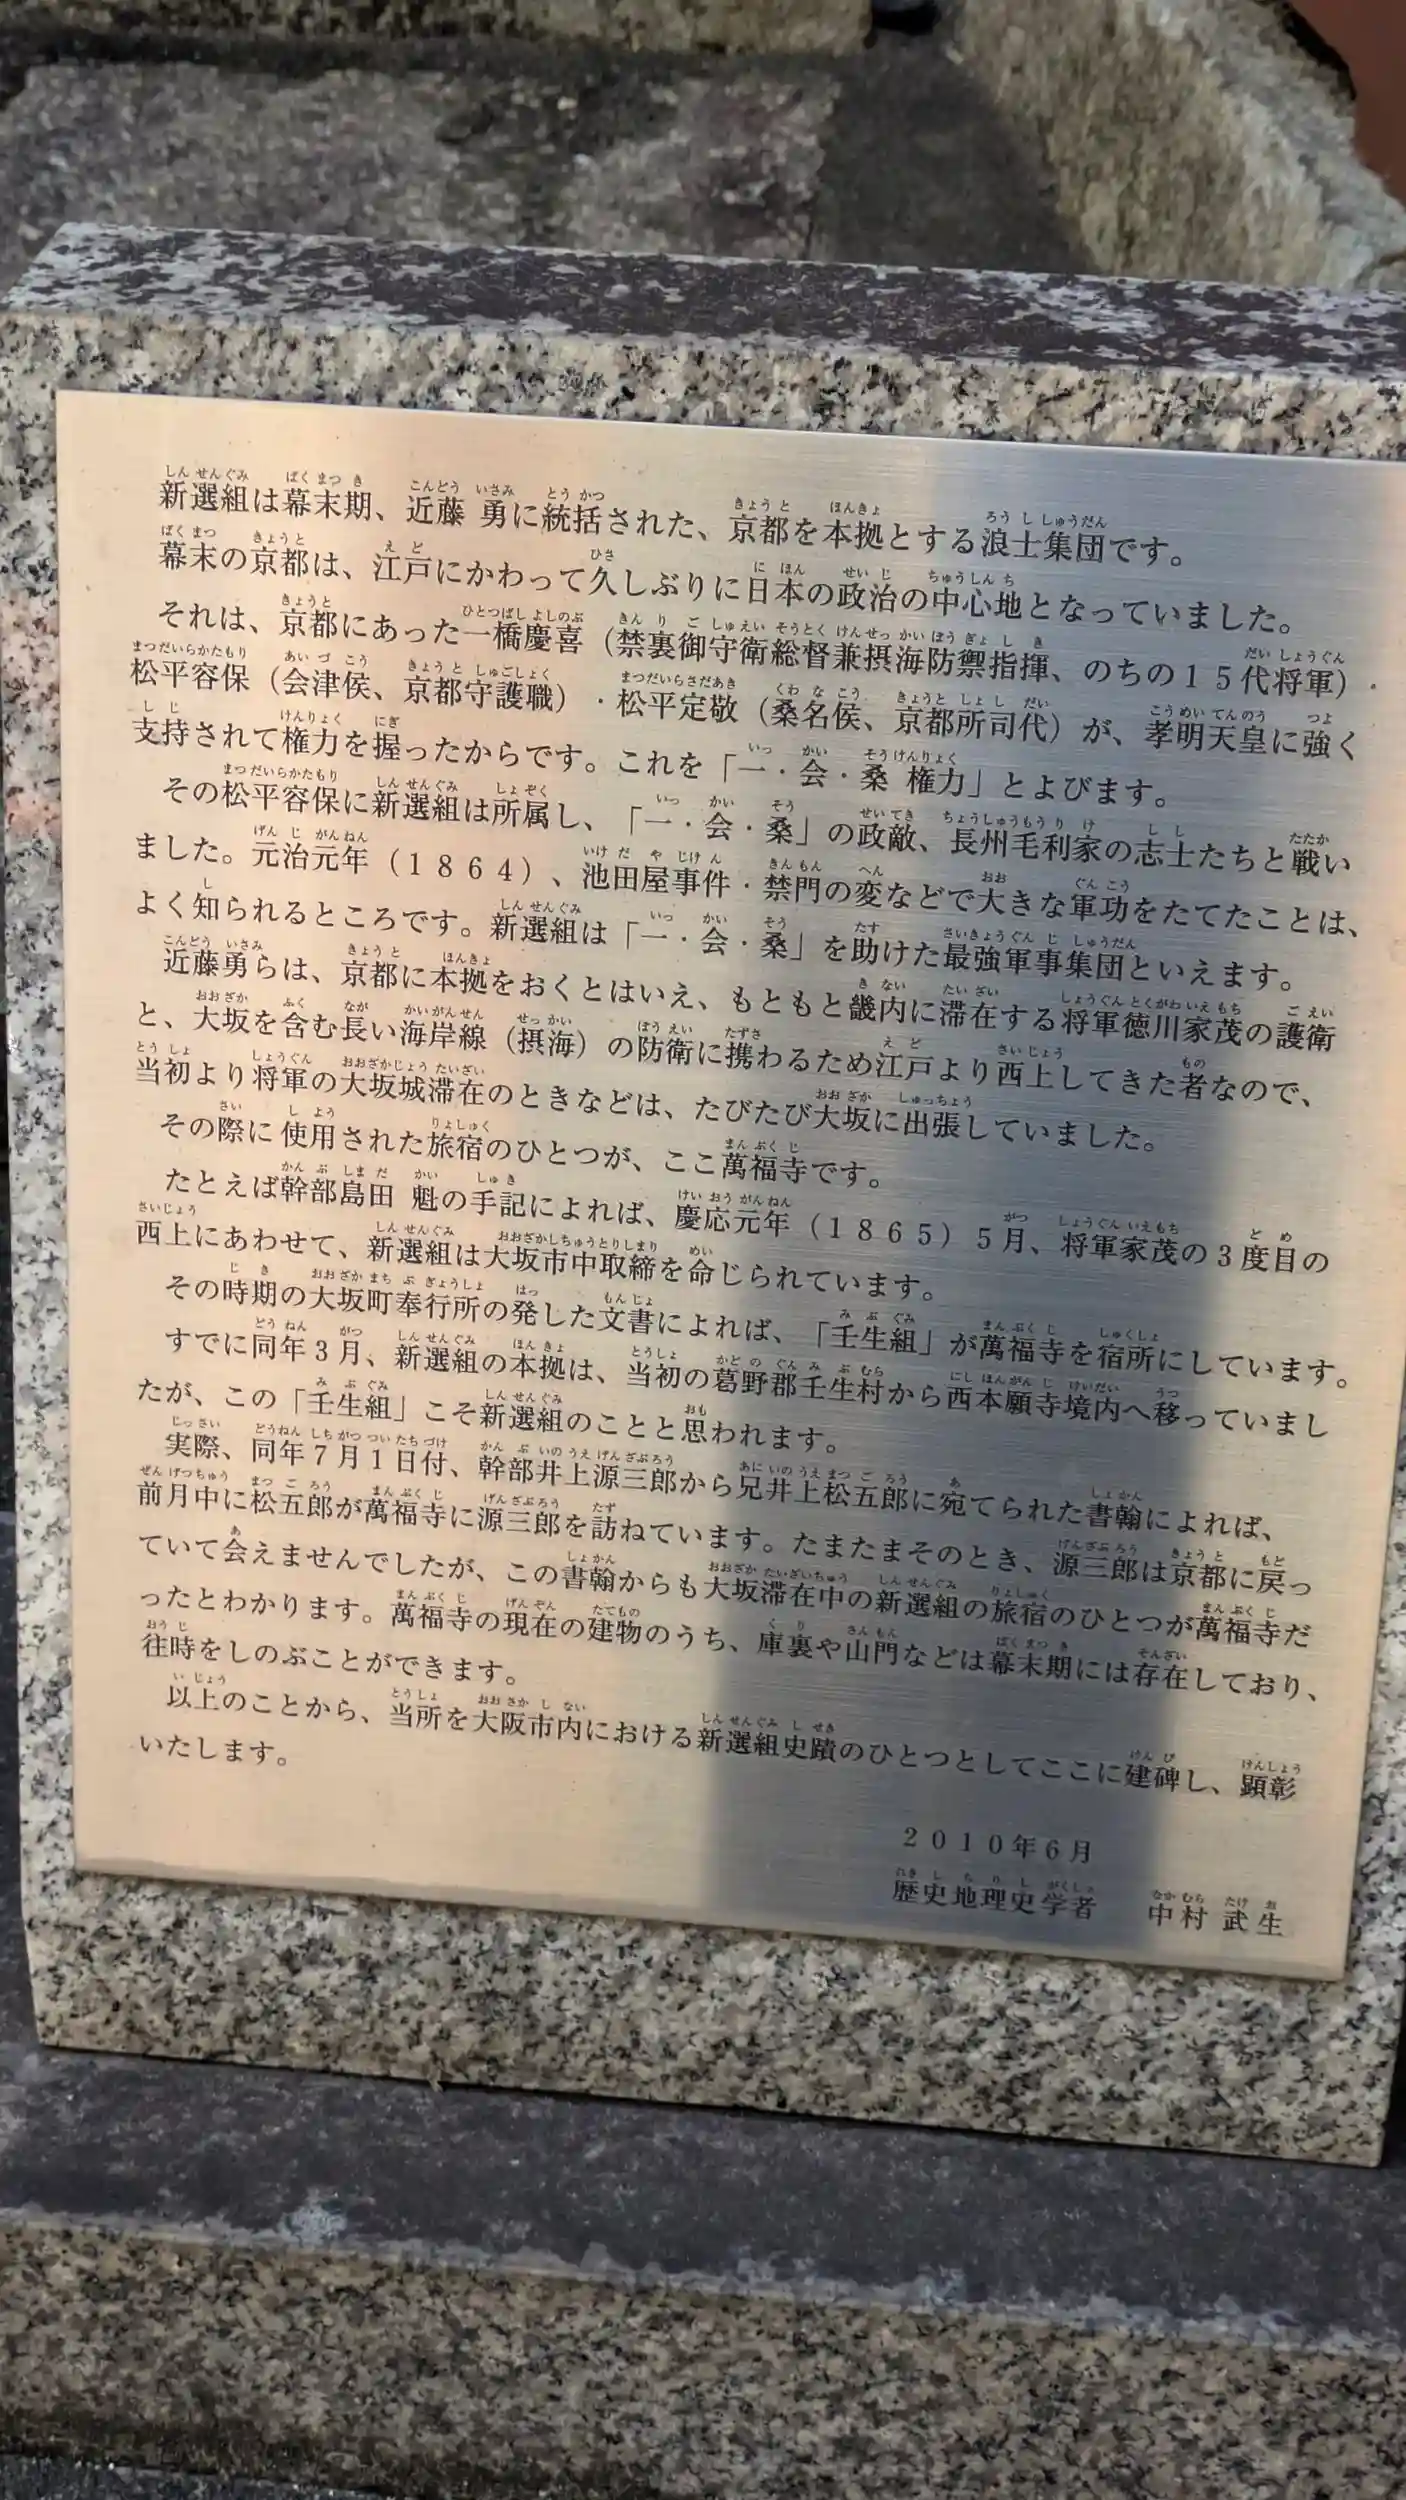 新選組は幕末期、近藤 勇に統括された、京都を本拠とする浪士集団です。
幕末の京都は、江戸にかわって久しぶりに日本の政治の中心地となっていました。
それは、京都にあった一橋慶喜（禁裏御守衛総督兼摂海防禦指揮、のちの15代将軍）・
松平容保（会津侯、京都守護職）・松平定敬（桑名侯、京都所司代）が、孝明天皇に強く
支持されて権力を握ったからです。これを「一・会・桑 権力」とよびます。
その松平容保に新選組は所属し、「一・会・桑」の政敵、長州毛利家の志士たちと戦い
ました。元治元年（1864）、池田屋事件・禁門の変などで大きな軍功をたてたことは、
よく知られるところです。新選組は「一・会・桑」を助けた最強軍事集団といえます。
近藤勇らは、京都に本拠をおくとはいえ、もともと畿内に滞在する将軍徳川家茂の護衛
と、大坂を含む長い海岸線（摂海）の防衛に携わるため江戸より西上してきた者なので、
当初より将軍の大坂城滞在のときなどは、たびたび大坂に出張していました。
その際に使用された旅宿のひとつが、ここ萬福寺です。
たとえば幹部島田 魁の手記によれば、慶応元年（1865）5月、将軍家茂の3度目の
西上にあわせて、新選組は大坂市中取締を命じられています。
その時期の大坂町奉行所の発した文書によれば、「壬生組」が萬福寺を宿所にしています。
すでに同年3月、新選組の本拠は、当初の葛野郡壬生村から西本願寺境内へ移っていまし
たが、この「壬生組」こそ新選組のことと思われます。
実際、同年7月1日付、幹部井上源三郎から兄井上松五郎に宛てられた書翰によれば、
前月中に松五郎が萬福寺に源三郎を訪ねています。たまたまそのとき、源三郎は京都に戻っ
ていて会えませんでしたが、この書翰からも大坂滞在中の新選組の旅宿のひとつが萬福寺だ
ったとわかります。萬福寺の現在の建物のうち、庫裏や山門などは幕末期には存在しており、
往時をしのぶことができます。
以上のことから、当所を大阪市内における新選組史蹟のひとつとしてここに建碑し、顕彰
いたします。
2010年6月
歴史地理史学者 中村 武生